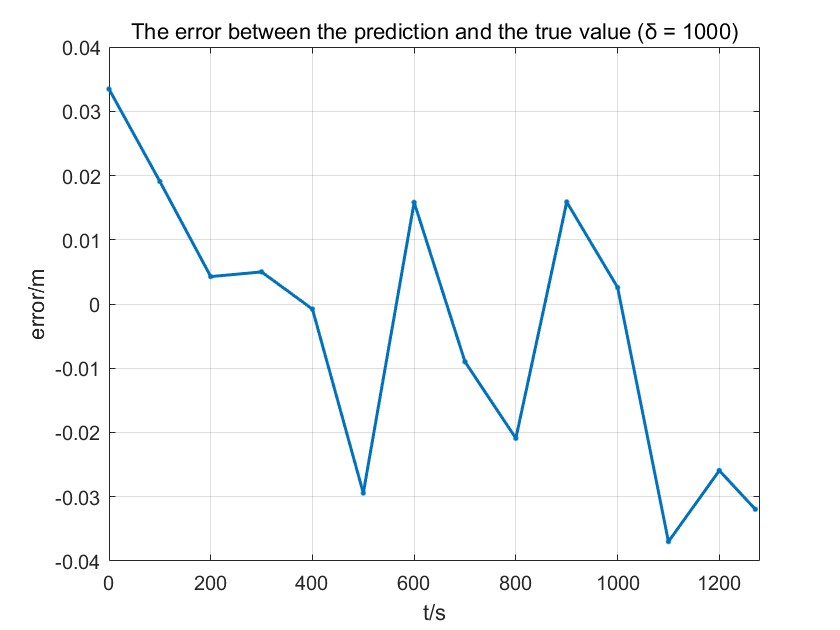 The error between the prediction and the true value (δ = 1000)
0.04
0.03
0.02
0.01
0
-0.01
-0.02
-0.03
-0.04
error/m
0 200 400 600 800 1000 1200
t/s